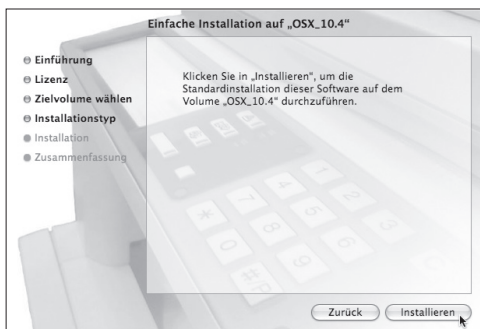 Einfache Installation auf „OSX_10.4“
Einführung
Lizenz
Zielvolume wählen
Installationstyp
Installation
Zusammenfassung
Klicken Sie in „Installieren“, um die
Standardinstallation dieser Software auf dem
Volume „OSX_10.4“ durchzuführen.
Zurück
Installieren